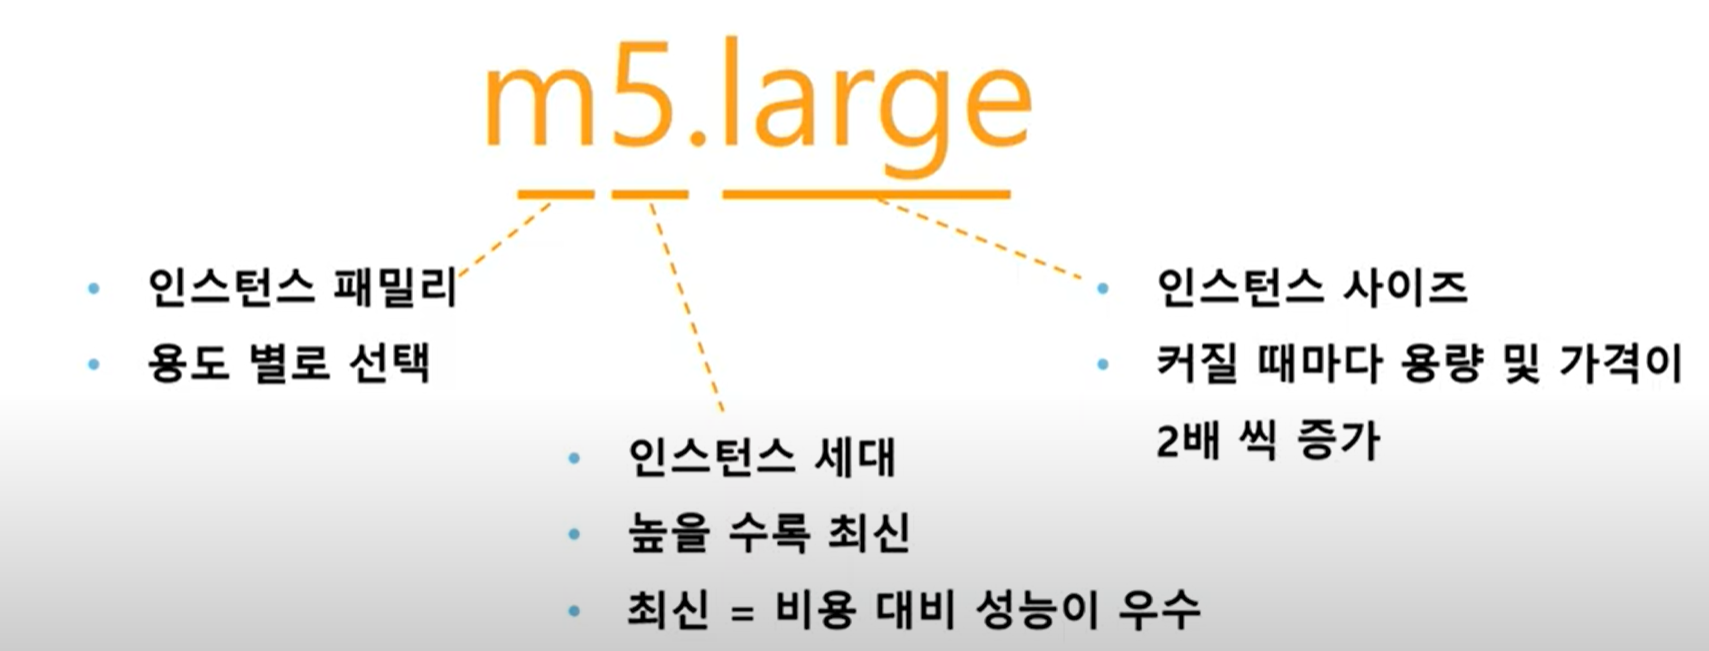 m5.large
인스턴스 패밀리
용도 별로 선택
인스턴스 세대
높을 수록 최신
최신 = 비용 대비 성능이 우수
인스턴스 사이즈
커질 때마다 용량 및 가격이
2배 씩 증가